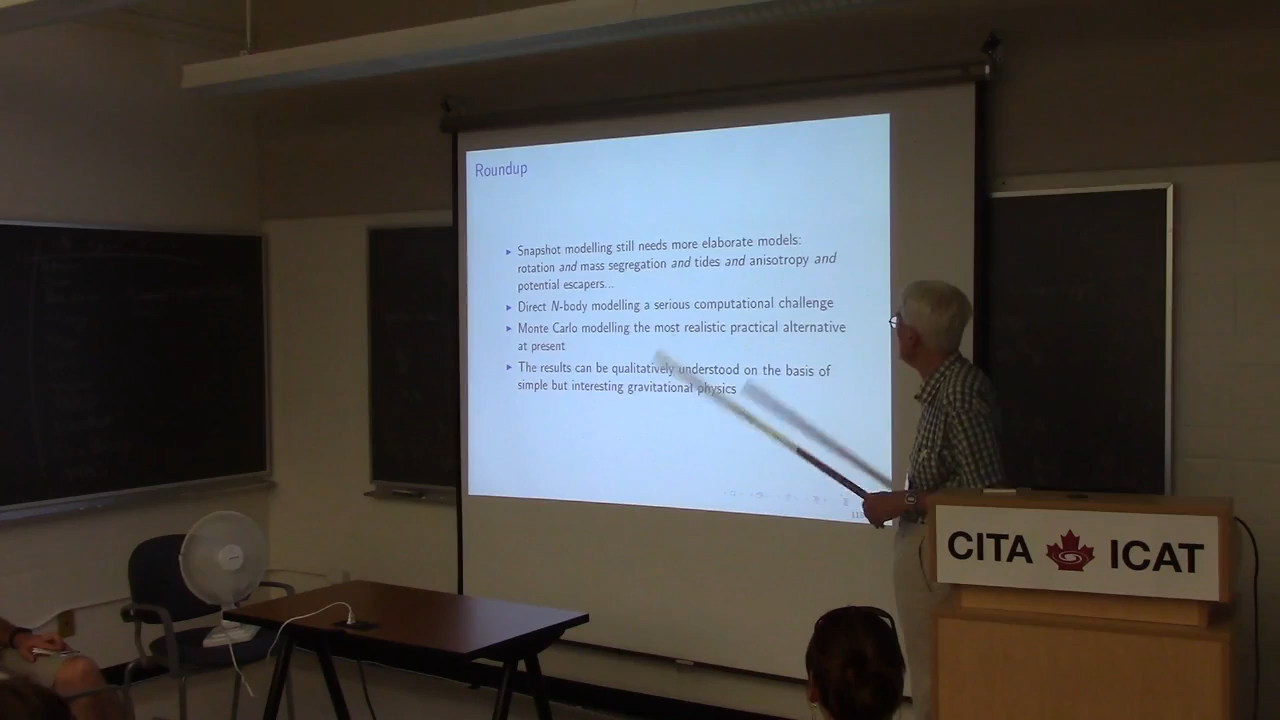 Roundup
▸ Snapshot modelling still needs more elaborate models:
rotation and mass segregation and tides and anisotropy and
potential escapers...
▸ Direct N-body modelling a serious computational challenge
▸ Monte Carlo modelling the most realistic practical alternative
at present
▸ The results can be qualitatively understood on the basis of
simple but interesting gravitational physics
CITA ICAT